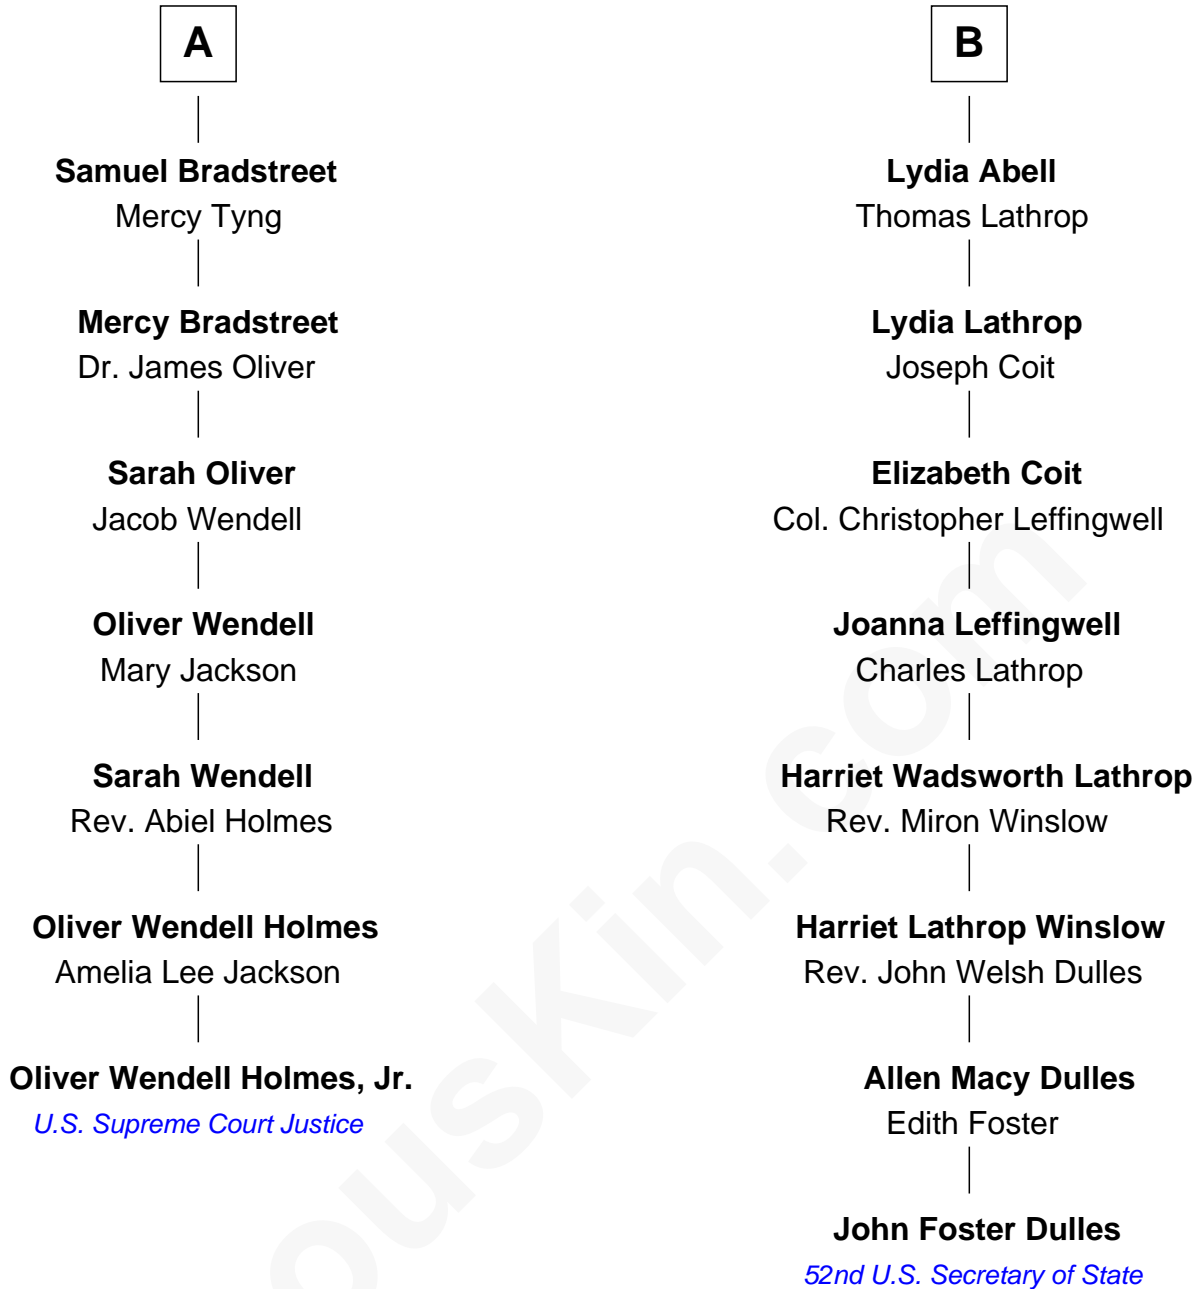 A
Samuel Bradstreet
Mercy Tyng
Mercy Bradstreet
Dr. James Oliver
Sarah Oliver
Jacob Wendell
Oliver Wendell
Mary Jackson
Sarah Wendell
Rev. Abiel Holmes
Oliver Wendell Holmes
Amelia Lee Jackson
Oliver Wendell Holmes, Jr.
U.S. Supreme Court Justice
B
Lydia Abell
Thomas Lathrop
Lydia Lathrop
Joseph Coit
Elizabeth Coit
Col. Christopher Leffingwell
Joanna Leffingwell
Charles Lathrop
Harriet Wadsworth Lathrop
Rev. Miron Winslow
Harriet Lathrop Winslow
Rev. John Welsh Dulles
Allen Macy Dulles
Edith Foster
John Foster Dulles
52nd U.S. Secretary of State
ousKin.com